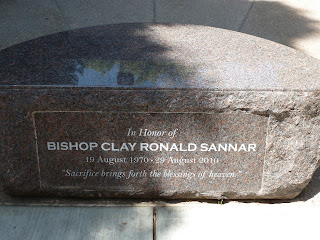 In Honor of
BISHOP CLAY RONALD SANNAR
19 August 1970 • 29 August 2010
"Sacrifice brings forth the blessings of heaven."